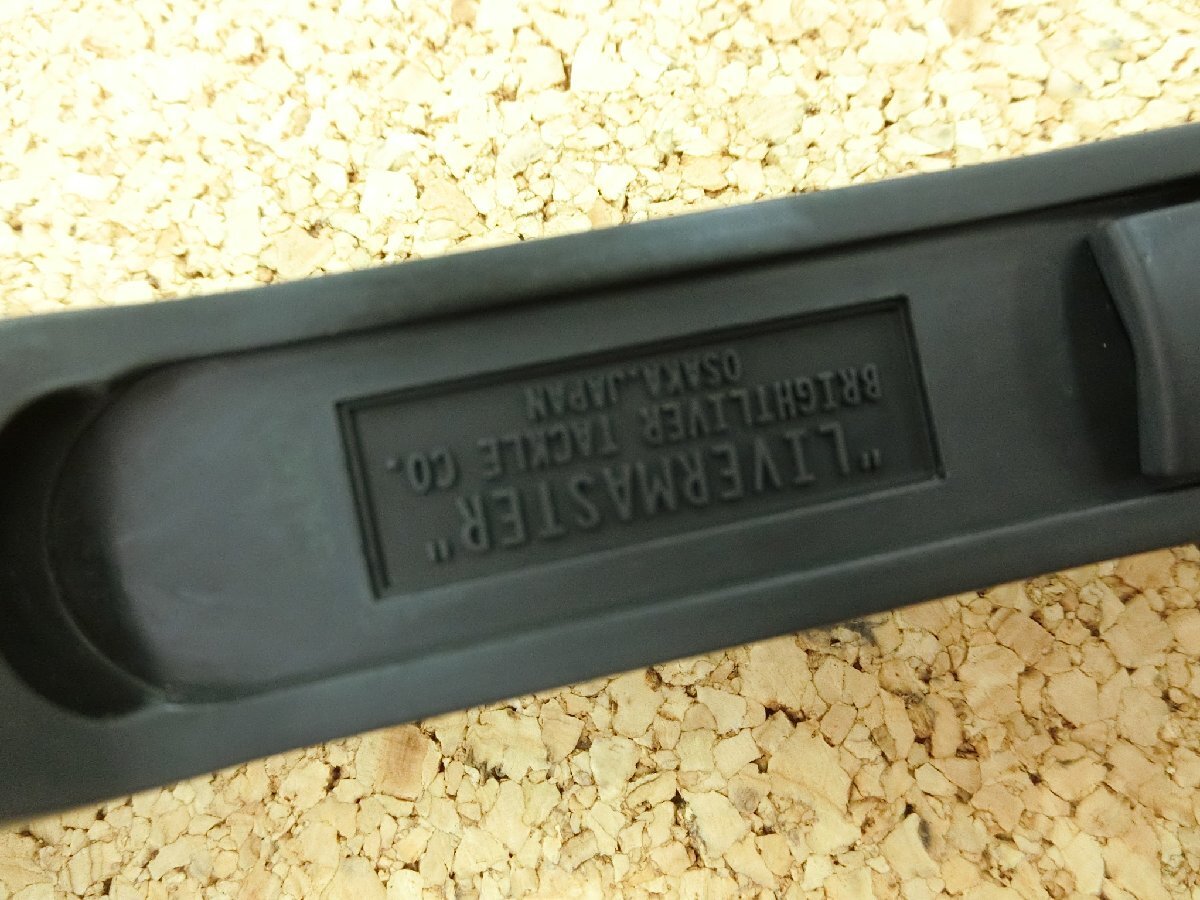 "LIVERMASTER"
BRIGHTLIVER TACKLE CO.
OSAKA.JAPAN